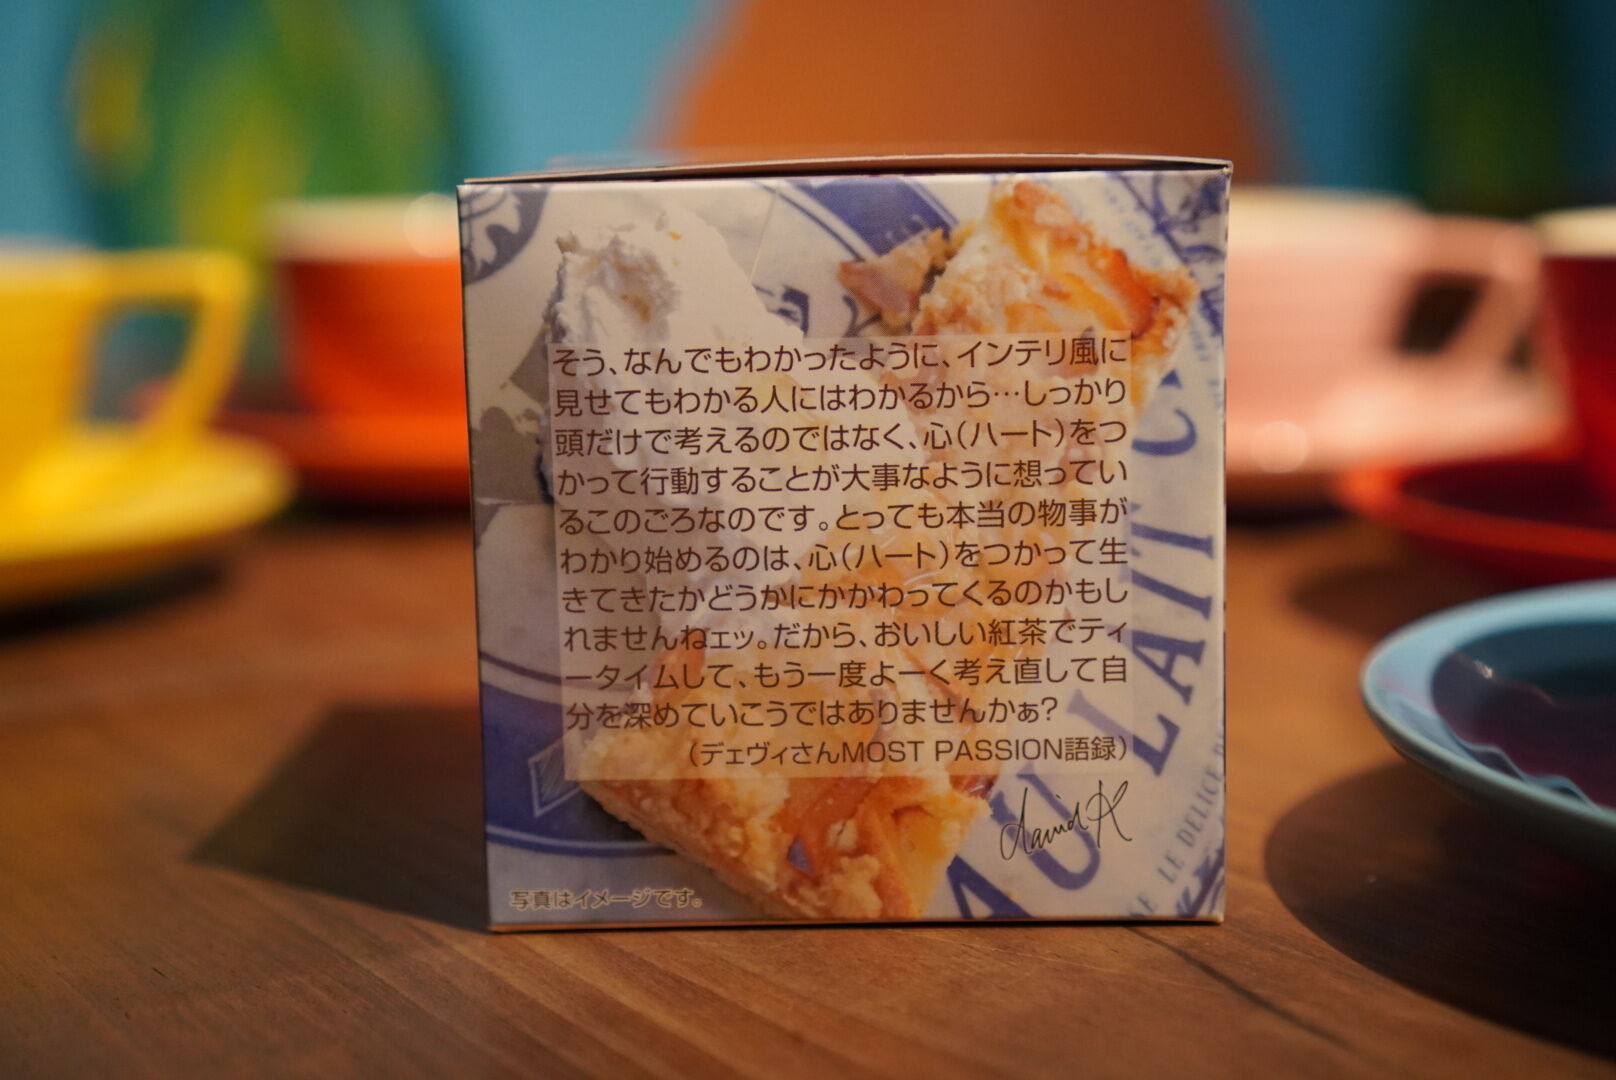 そう、なんでもわかったように、インテリ風に
見せてもわかる人にはわかるから…しっかり
頭だけで考えるのではなく、心(ハート)をつ
かって行動することが大事なように想ってい
るこのごろなのです。とっても本当の物事が
わかり始めるのは、心(ハート)をつかって生
きてきたかどうかにかかわってくるのかもし
れませんねェッ。だから、おいしい紅茶でティ
ータイムして、もう一度よーく考え直して自
分を深めていこうではありませんかぁ?
(デェヴィさんMOST PASSION語録)
david R
AU LAIT
LE DELICE
写真はイメージです。